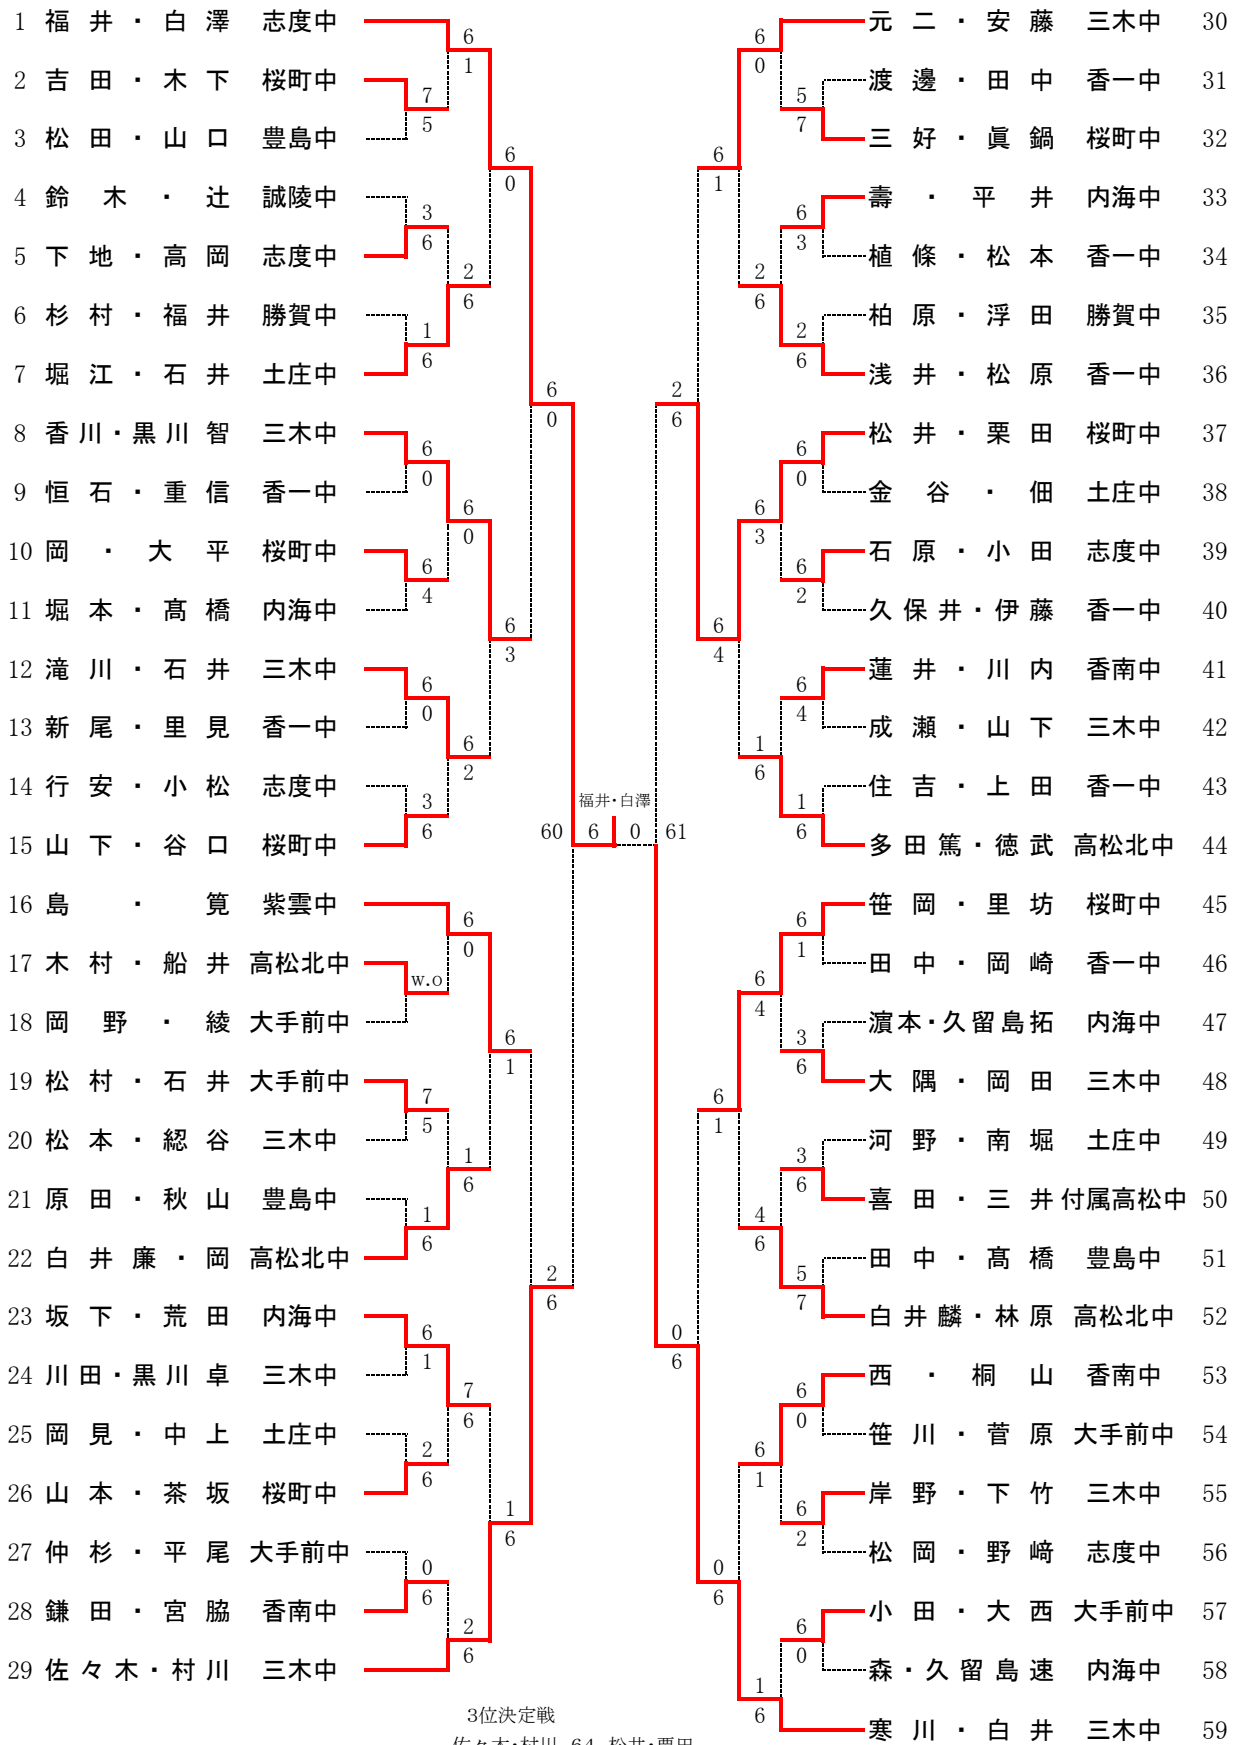 1 福井・白澤 志度中
2 吉田・木下 桜町中
3 松田・山口 豊島中
4 鈴木・辻 誠陵中
5 下地・高岡 志度中
6 杉村・福井 勝賀中
7 堀江・石井 土庄中
8 香川・黒川智 三木中
9 恒石・重信 香一中
10 岡・大平 桜町中
11 堀本・髙橋 内海中
12 滝川・石井 三木中
13 新尾・里見 香一中
14 行安・小松 志度中
15 山下・谷口 桜町中
16 島・筧 紫雲中
17 木村・船井 高松北中
18 岡野・綾 大手前中
19 松村・石井 大手前中
20 松本・綛谷 三木中
21 原田・秋山 豊島中
22 白井廉・岡 高松北中
23 坂下・荒田 内海中
24 川田・黒川卓 三木中
25 岡見・中上 土庄中
26 山本・茶坂 桜町中
27 仲杉・平尾 大手前中
28 鎌田・宮脇 香南中
29 佐々木・村川 三木中
7 5
3 6
1 6
6 0
6 4
6 0
3 6
w.o
7 5
1 6
6 1
2 6
0 6
6 1
2 6
6 0
6 2
6 0
1 6
7 6
2 6
6 0
6 3
6 1
1 6
6 0
2 6
60
福井・白澤
6 0
61
2 6
0 6
6 1
6 4
6 1
0 6
6 0
2 6
6 3
1 6
6 4
4 6
6 1
1 6
5 7
6 3
2 6
6 0
6 2
6 4
1 6
6 1
3 6
3 6
5 7
6 0
6 2
6 0
元二・安藤 三木中 30
渡邊・田中 香一中 31
三好・眞鍋 桜町中 32
壽・平井 内海中 33
植條・松本 香一中 34
柏原・浮田 勝賀中 35
浅井・松原 香一中 36
松井・栗田 桜町中 37
金谷・佃 土庄中 38
石原・小田 志度中 39
久保井・伊藤 香一中 40
蓮井・川内 香南中 41
成瀬・山下 三木中 42
住吉・上田 香一中 43
多田篤・徳武 高松北中 44
笹岡・里坊 桜町中 45
田中・岡崎 香一中 46
濵本・久留島拓 内海中 47
大隅・岡田 三木中 48
河野・南堀 土庄中 49
喜田・三井 付属高松中 50
田中・髙橋 豊島中 51
白井麟・林原 高松北中 52
西・桐山 香南中 53
笹川・菅原 大手前中 54
岸野・下竹 三木中 55
松岡・野﨑 志度中 56
小田・大西 大手前中 57
森・久留島速 内海中 58
寒川・白井 三木中 59
3位決定戦
佐々木・村川 64 松井・栗田